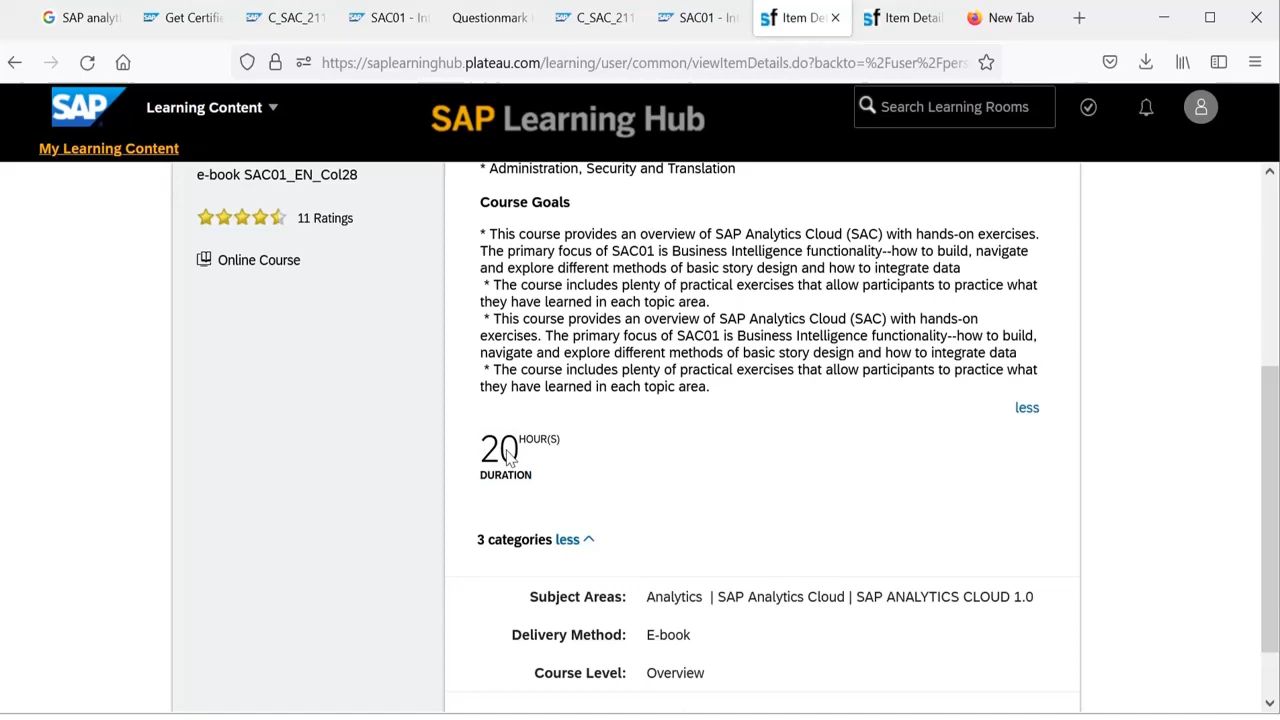 SAP analyti
Get Certifi
C_SAC_211
SAC01 - In
Questionmark
C_SAC_211
SAC01 - In
Item De
Item Detail
New Tab
https://saplearninghub.plateau.com/learning/user/common/viewItemDetails.do?backto=%2Fuser%2Fpers
SAP
Learning Content
SAP Learning Hub
Search Learning Rooms
My Learning Content
e-book SAC01_EN_Col28
11 Ratings
Online Course
* Administration, Security and Translation
Course Goals
* This course provides an overview of SAP Analytics Cloud (SAC) with hands-on exercises.
The primary focus of SAC01 is Business Intelligence functionality--how to build, navigate
and explore different methods of basic story design and how to integrate data
* The course includes plenty of practical exercises that allow participants to practice what
they have learned in each topic area.
* This course provides an overview of SAP Analytics Cloud (SAC) with hands-on
exercises. The primary focus of SAC01 is Business Intelligence functionality--how to build,
navigate and explore different methods of basic story design and how to integrate data
* The course includes plenty of practical exercises that allow participants to practice what
they have learned in each topic area.
less
20 HOUR(S)
DURATION
3 categories less
Subject Areas: Analytics | SAP Analytics Cloud | SAP ANALYTICS CLOUD 1.0
Delivery Method: E-book
Course Level: Overview